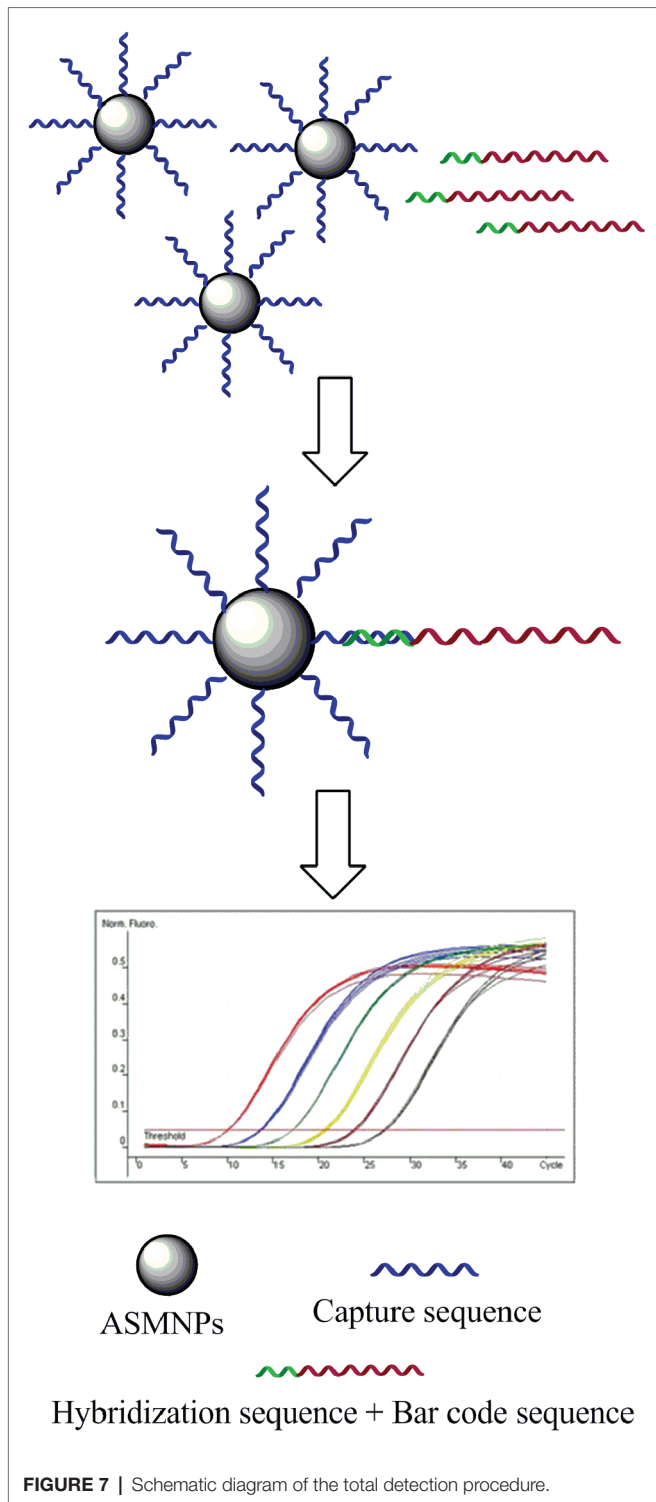 Norm. Fluoro.
0.5
0.4
0.3
0.2
0.1
Threshold
0
0 5 10 15 20 25 30 35 40 Cycle
ASMNPs
Capture sequence
Hybridization sequence + Bar code sequence
FIGURE 7 | Schematic diagram of the total detection procedure.